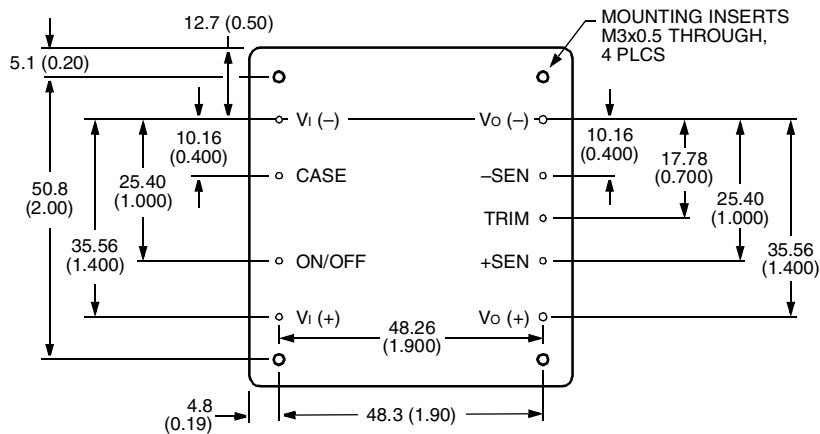 12.7 (0.50)
MOUNTING INSERTS
M3x0.5 THROUGH,
4 PLCS
5.1 (0.20)
VI (–)
VO (–)
10.16
(0.400)
10.16
(0.400)
17.78
(0.700)
CASE
–SEN
25.40
(1.000)
50.8
(2.00)
25.40
(1.000)
TRIM
35.56
(1.400)
35.56
(1.400)
ON/OFF
+SEN
VI (+)
VO (+)
48.26
(1.900)
4.8
(0.19)
48.3 (1.90)